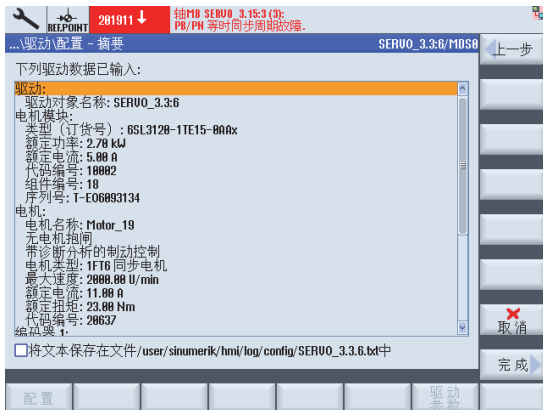 REF.POINT
201911
轴MB SERVO_3.15:3 (3):
PB/PN 等时同步周期故障.
...\驱动\配置 - 摘要
SERVO_3.3:6/MDS0
上一步
下列驱动数据已输入:
驱动:
驱动对象名称: SERVO_3.3:6
电机模块:
类型（订货号）: 6SL3120-1TE15-0AAx
额定功率: 2.70 kW
额定电流: 5.00 A
代码编号: 10002
组件编号: 18
序列号: T-E06093134
电机:
电机名称: Motor_19
无电机抱闸
带诊断分析的制动控制
电机类型: 1FT6 同步电机
最大速度: 2000.00 U/min
额定电流: 11.00 A
额定扭矩: 23.00 Nm
代码编号: 20637
编码器 1:
取消
将文本保存在文件/user/sinumerik/hmi/log/config/SERVO_3.3.6.txt中
完成
配置
驱动
参数